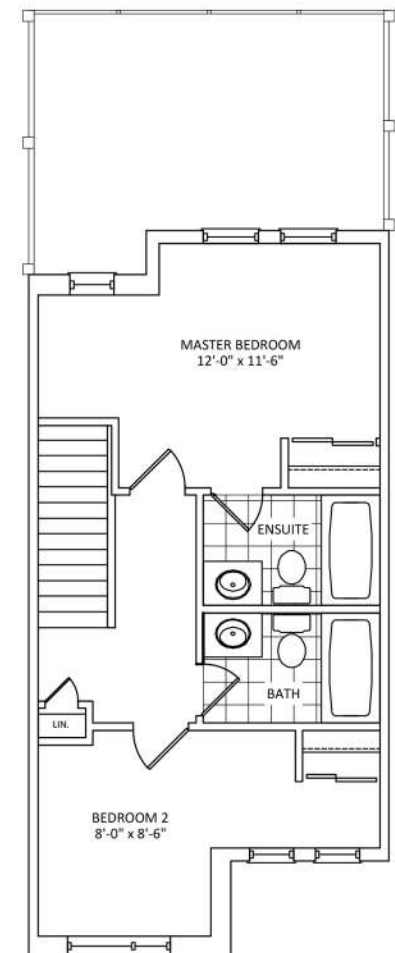 MASTER BEDROOM
12'-0" x 11'-6"
ENSUITE
BATH
LIN.
BEDROOM 2
8'-0" x 8'-6"